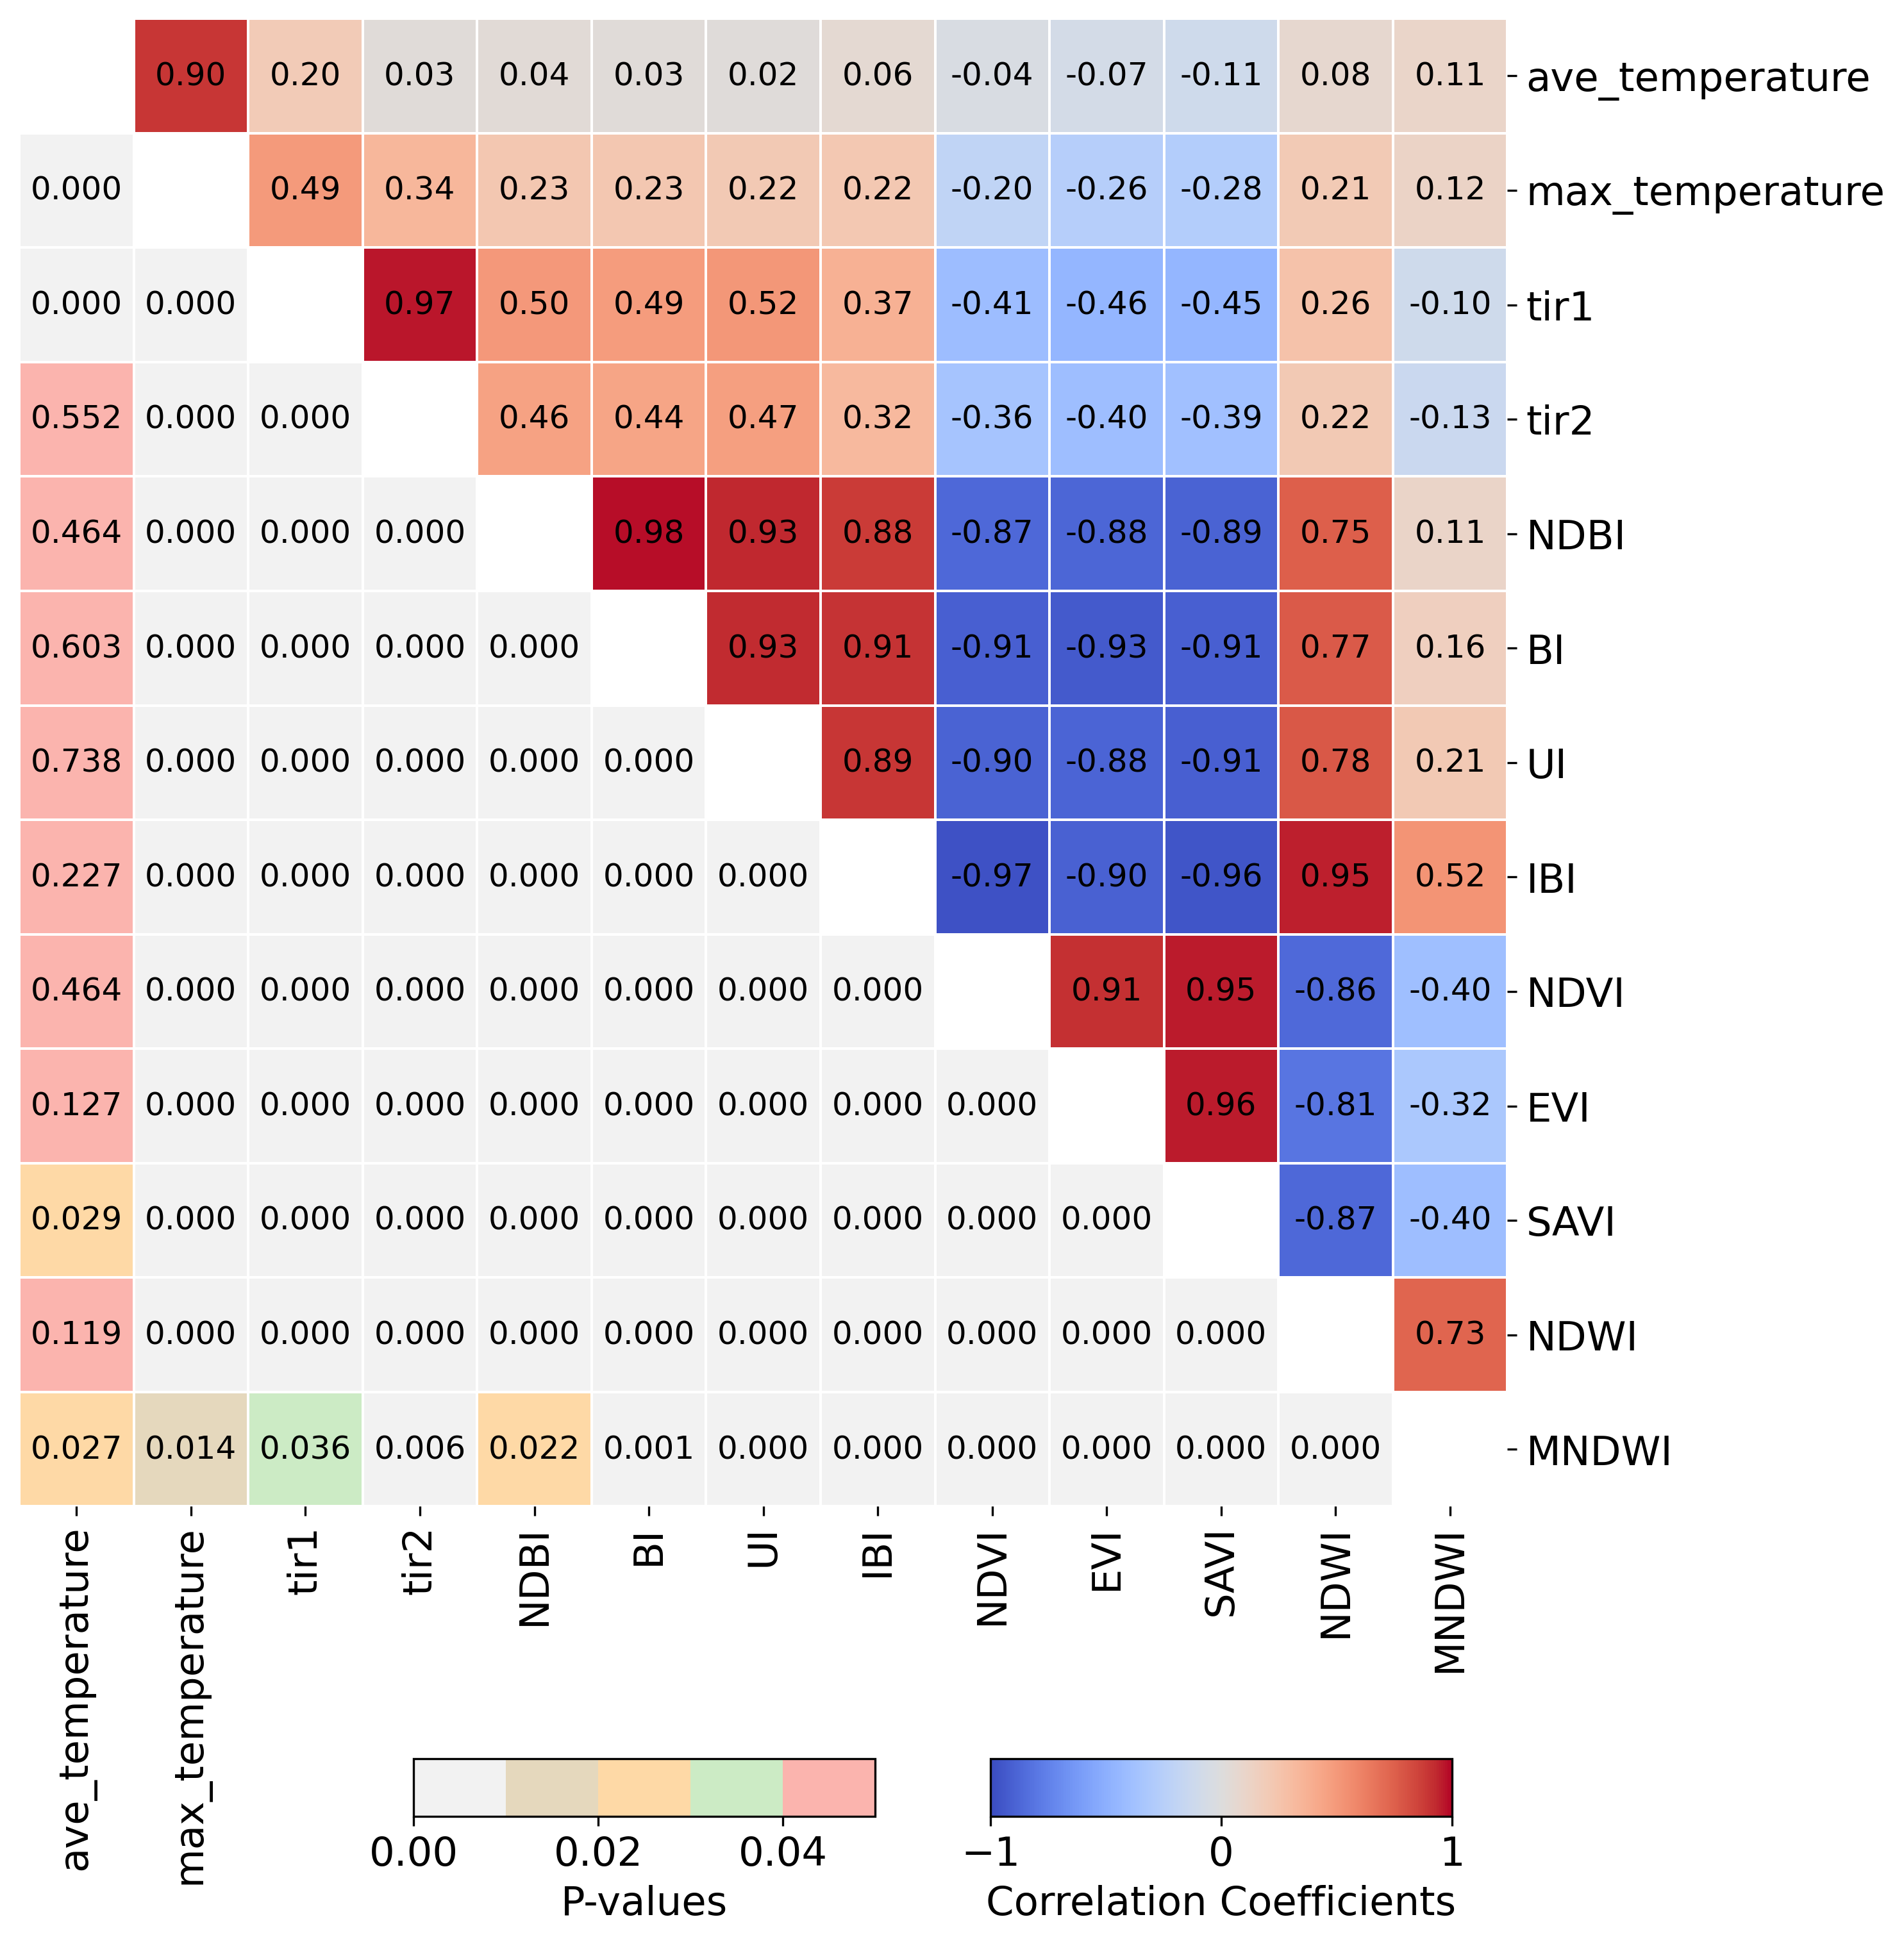 0.90 0.20 0.03 0.04 0.03 0.02 0.06 -0.04 -0.07 -0.11 0.08 0.11 ave_temperature
0.000 0.49 0.34 0.23 0.23 0.22 0.22 -0.20 -0.26 -0.28 0.21 0.12 max_temperature
0.000 0.000 0.97 0.50 0.49 0.52 0.37 -0.41 -0.46 -0.45 0.26 -0.10 tir1
0.552 0.000 0.000 0.46 0.44 0.47 0.32 -0.36 -0.40 -0.39 0.22 -0.13 tir2
0.464 0.000 0.000 0.000 0.98 0.93 0.88 -0.87 -0.88 -0.89 0.75 0.11 NDBI
0.603 0.000 0.000 0.000 0.000 0.93 0.91 -0.91 -0.93 -0.91 0.77 0.16 BI
0.738 0.000 0.000 0.000 0.000 0.000 0.89 -0.90 -0.88 -0.91 0.78 0.21 UI
0.227 0.000 0.000 0.000 0.000 0.000 0.000 -0.97 -0.90 -0.96 0.95 0.52 IBI
0.464 0.000 0.000 0.000 0.000 0.000 0.000 0.000 0.91 0.95 -0.86 -0.40 NDVI
0.127 0.000 0.000 0.000 0.000 0.000 0.000 0.000 0.000 0.96 -0.81 -0.32 EVI
0.029 0.000 0.000 0.000 0.000 0.000 0.000 0.000 0.000 0.000 -0.87 -0.40 SAVI
0.119 0.000 0.000 0.000 0.000 0.000 0.000 0.000 0.000 0.000 0.000 0.73 NDWI
0.027 0.014 0.036 0.006 0.022 0.001 0.000 0.000 0.000 0.000 0.000 0.000 MNDWI
ave_temperature max_temperature tir1 tir2 NDBI BI UI IBI NDVI EVI SAVI NDWI MNDWI
0.00 0.02 0.04
P-values
−1 0 1
Correlation Coefficients